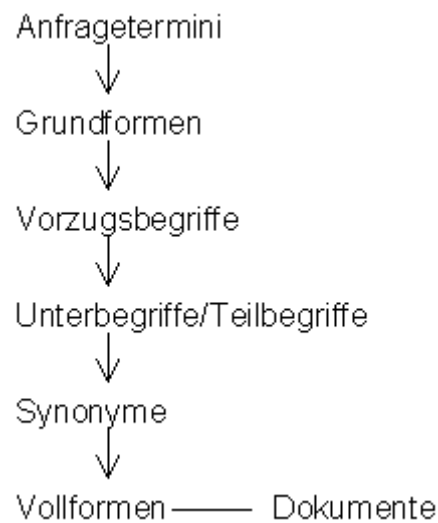 Anfragetermini
Grundformen
Vorzugsbegriffe
Unterbegriffe/Teilbegriffe
Synonyme
Vollformen Dokumente